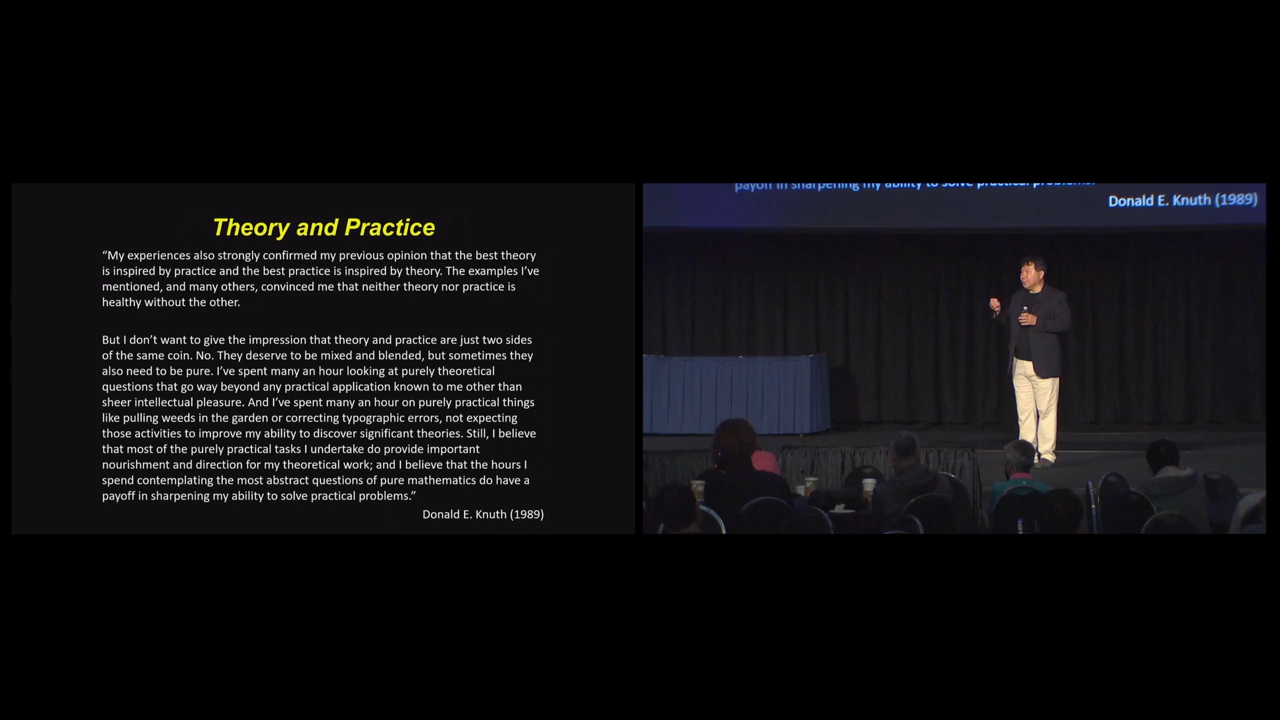 Theory and Practice
“My experiences also strongly confirmed my previous opinion that the best theory
is inspired by practice and the best practice is inspired by theory. The examples I’ve
mentioned, and many others, convinced me that neither theory nor practice is
healthy without the other.
But I don’t want to give the impression that theory and practice are just two sides
of the same coin. No. They deserve to be mixed and blended, but sometimes they
also need to be pure. I’ve spent many an hour looking at purely theoretical
questions that go way beyond any practical application known to me other than
sheer intellectual pleasure. And I’ve spent many an hour on purely practical things
like pulling weeds in the garden or correcting typographic errors, not expecting
those activities to improve my ability to discover significant theories. Still, I believe
that most of the purely practical tasks I undertake do provide important
nourishment and direction for my theoretical work; and I believe that the hours I
spend contemplating the most abstract questions of pure mathematics do have a
payoff in sharpening my ability to solve practical problems.”
Donald E. Knuth (1989)
payoff in sharpening my ability to solve practical problems.
Donald E. Knuth (1989)